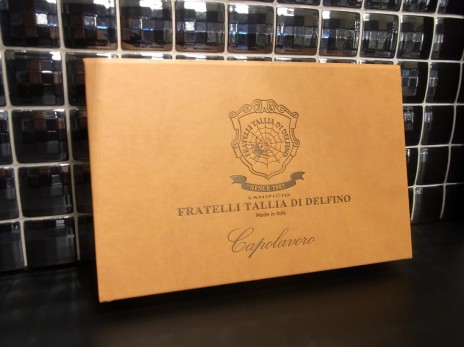 FRATELLI TALLIA DI DELFINO
SINCE 1903
LANIFICIO
FRATELLI TALLIA DI DELFINO
Made in Italy
Capolavoro